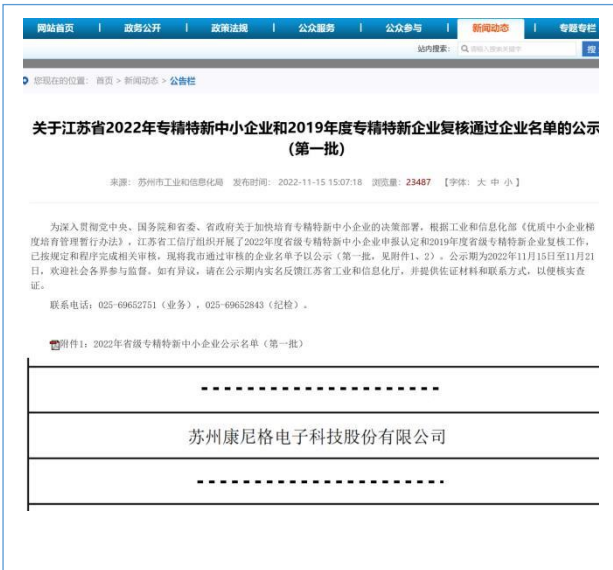 网站首页 | 政务公开 | 政策法规 | 公众服务 | 公众参与 | 新闻动态 | 专题专栏
站内搜索： 请输入搜索关键字 搜
您现在的位置： 首页 > 新闻动态 > 公告栏
关于江苏省2022年专精特新中小企业和2019年度专精特新企业复核通过企业名单的公示
（第一批）
来源： 苏州市工业和信息化局 发布时间： 2022-11-15 15:07:18 浏览量：23487 【字体： 大 中 小 】
为深入贯彻党中央、国务院和省委、省政府关于加快培育专精特新中小企业的决策部署，根据工业和信息化部《优质中小企业梯
度培育管理暂行办法》，江苏省工信厅组织开展了2022年度省级专精特新中小企业申报认定和2019年度省级专精特新企业复核工作，
已按规定和程序完成相关审核，现将我市通过审核的企业名单予以公示（第一批，见附件1、2）。公示期为2022年11月15日至11月21
日，欢迎社会各界参与监督。如有异议，请在公示期内实名反馈江苏省工业和信息化厅，并提供佐证材料和联系方式，以便核实查
证。
联系电话：025-69652751（业务），025-69652843（纪检）。
附件1：2022年省级专精特新中小企业公示名单（第一批）
苏州康尼格电子科技股份有限公司